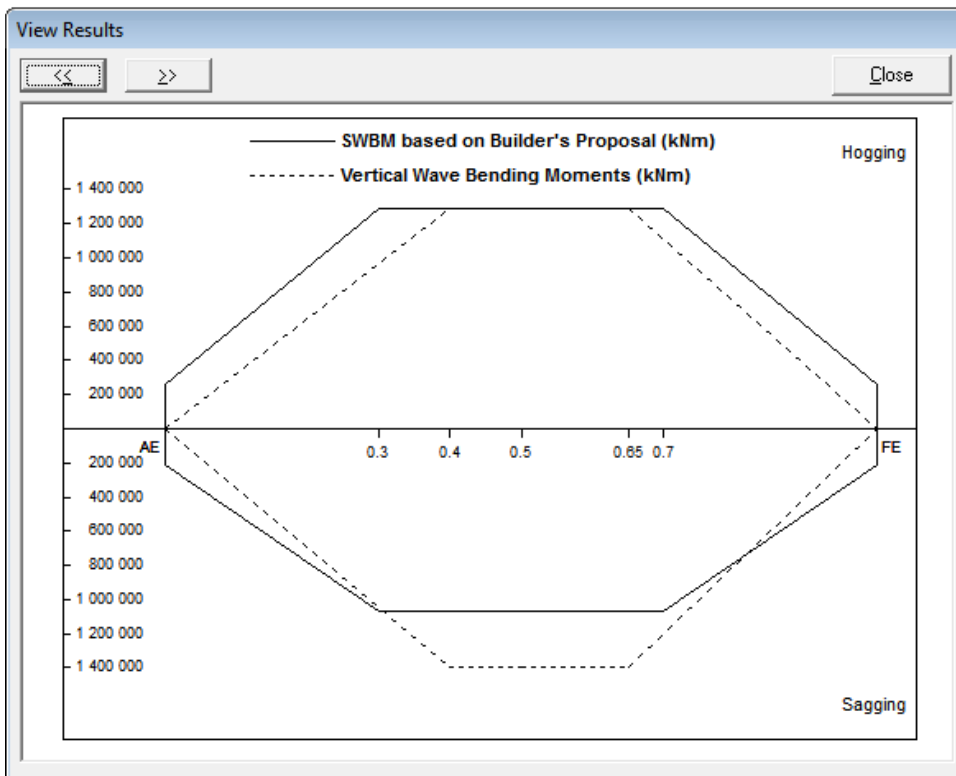 View Results
<< >> Close
SWBM based on Builder's Proposal (kNm)
Hogging
Vertical Wave Bending Moments (kNm)
1 400 000
1 200 000
1 000 000
800 000
600 000
400 000
200 000
AE 0.3 0.4 0.5 0.65 0.7 FE
200 000
400 000
600 000
800 000
1 000 000
1 200 000
1 400 000
Sagging